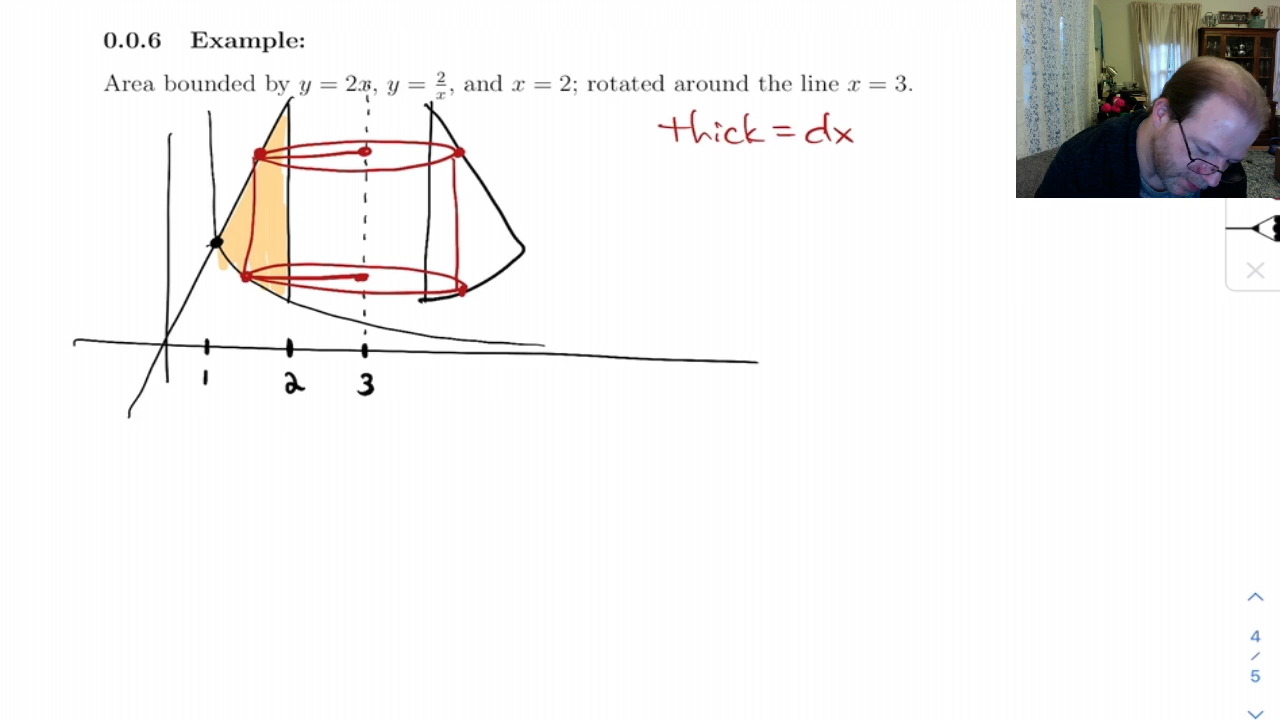 0.0.6 Example:
Area bounded by y = 2x, y = 2/x, and x = 2; rotated around the line x = 3.
thick = dx
1 2 3
4
/
5